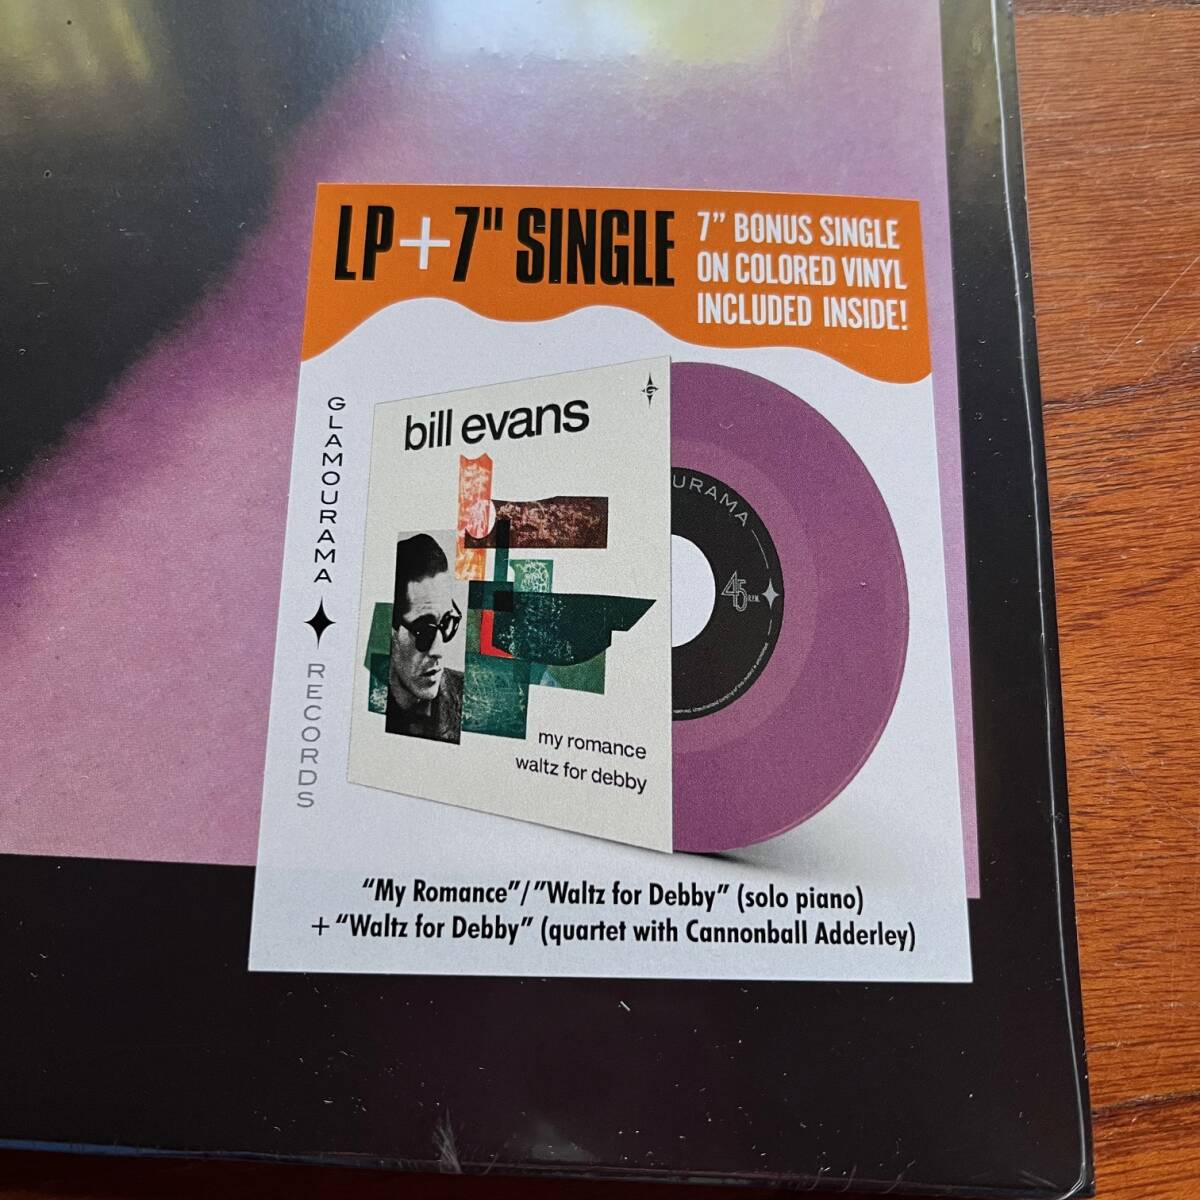 LP+7" SINGLE
7" BONUS SINGLE
ON COLORED VINYL
INCLUDED INSIDE!
GLAMOURAMA
RECORDS
bill evans
my romance
waltz for debby
URAMA
45 R.P.M.
"My Romance"/"Waltz for Debby" (solo piano)
+ "Waltz for Debby" (quartet with Cannonball Adderley)